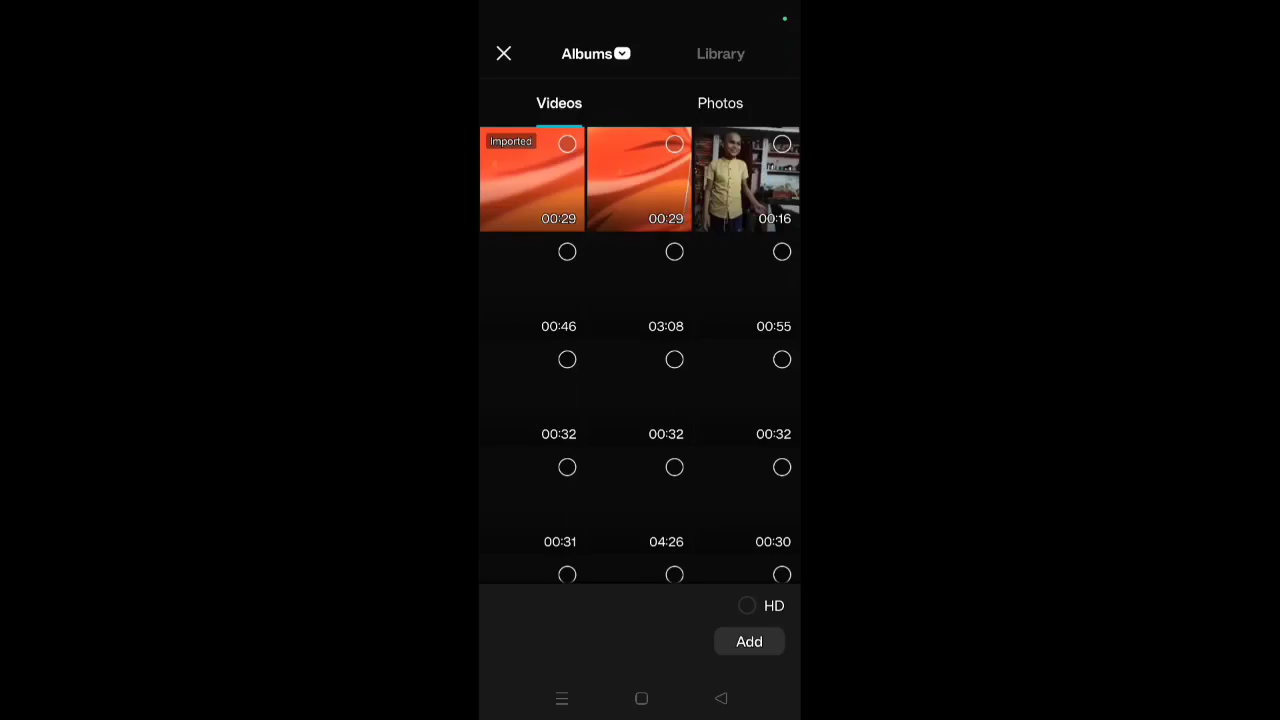 Albums Library
Videos Photos
Imported
00:29 00:29 00:16
00:46 03:08 00:55
00:32 00:32 00:32
00:31 04:26 00:30
HD
Add